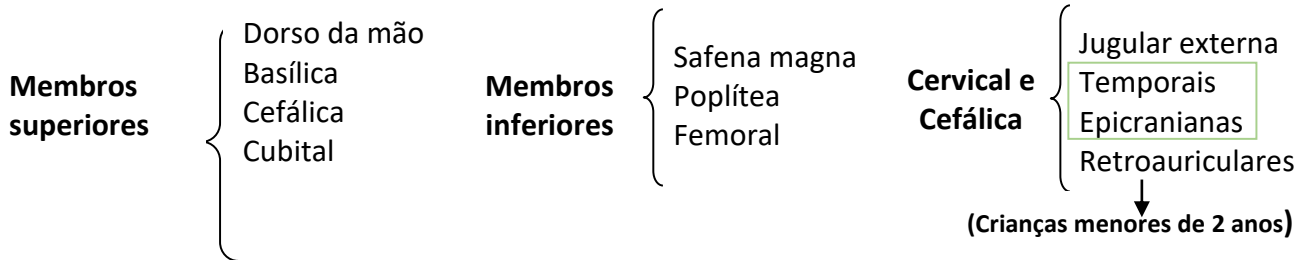 Membros
superiores
Dorso da mão
Basílica
Cefálica
Cubital
Membros
inferiores
Safena magna
Poplítea
Femoral
Cervical e
Cefálica
Jugular externa
Temporais
Epicranianas
Retroauriculares
(Crianças menores de 2 anos)